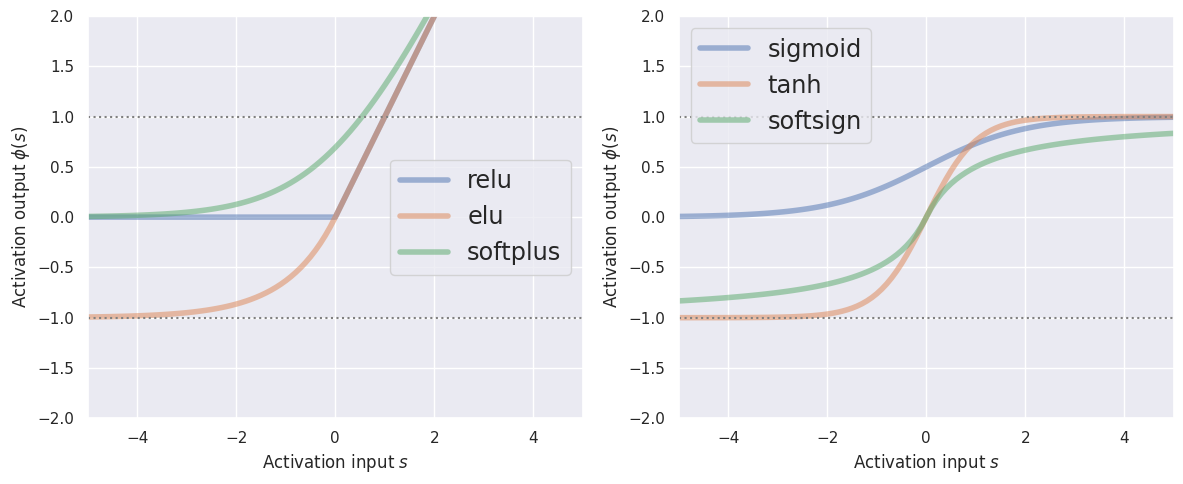 2.0
1.5
1.0
0.5
0.0
−0.5
−1.0
−1.5
−2.0
Activation output ϕ(s)
relu
elu
softplus
−4 −2 0 2 4
Activation input s
2.0
1.5
1.0
0.5
0.0
−0.5
−1.0
−1.5
−2.0
Activation output ϕ(s)
sigmoid
tanh
softsign
−4 −2 0 2 4
Activation input s